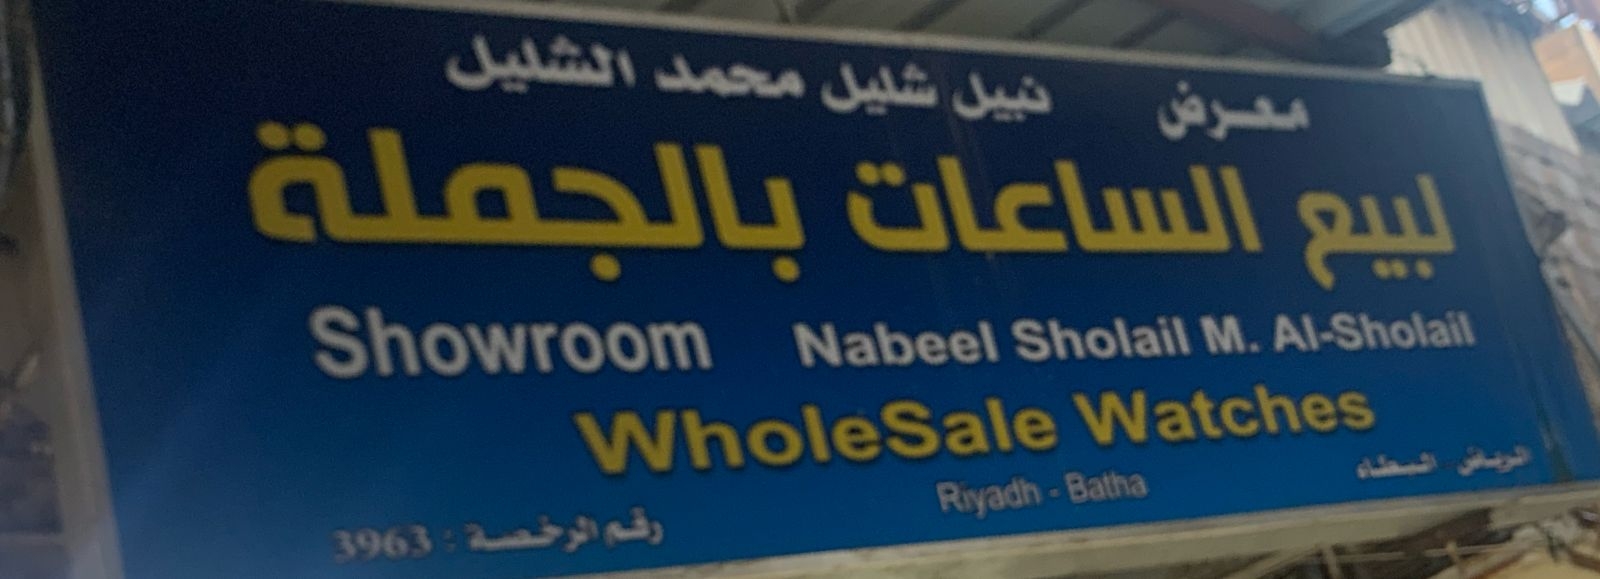 معرض نبيل شليل محمد الشليل
لبيع الساعات بالجملة
Showroom Nabeel Sholail M. Al-Sholail
WholeSale Watches
Riyadh - Batha
الرياض - البطحاء
رقم الرخصة : 3963